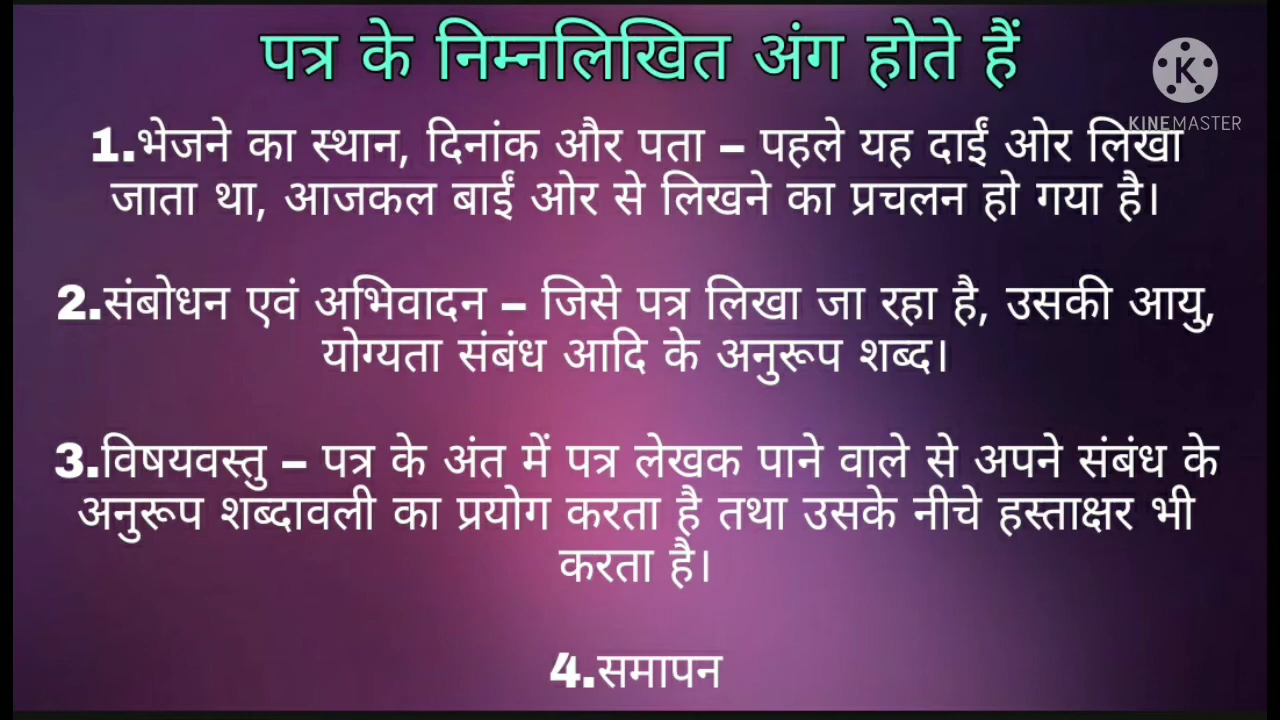 पत्र के निम्नलिखित अंग होते हैं
KINEMASTER
1.भेजने का स्थान, दिनांक और पता – पहले यह दाईं ओर लिखा
जाता था, आजकल बाईं ओर से लिखने का प्रचलन हो गया है।
2.संबोधन एवं अभिवादन – जिसे पत्र लिखा जा रहा है, उसकी आयु,
योग्यता संबंध आदि के अनुरूप शब्द।
3.विषयवस्तु – पत्र के अंत में पत्र लेखक पाने वाले से अपने संबंध के
अनुरूप शब्दावली का प्रयोग करता है तथा उसके नीचे हस्ताक्षर भी
करता है।
4.समापन